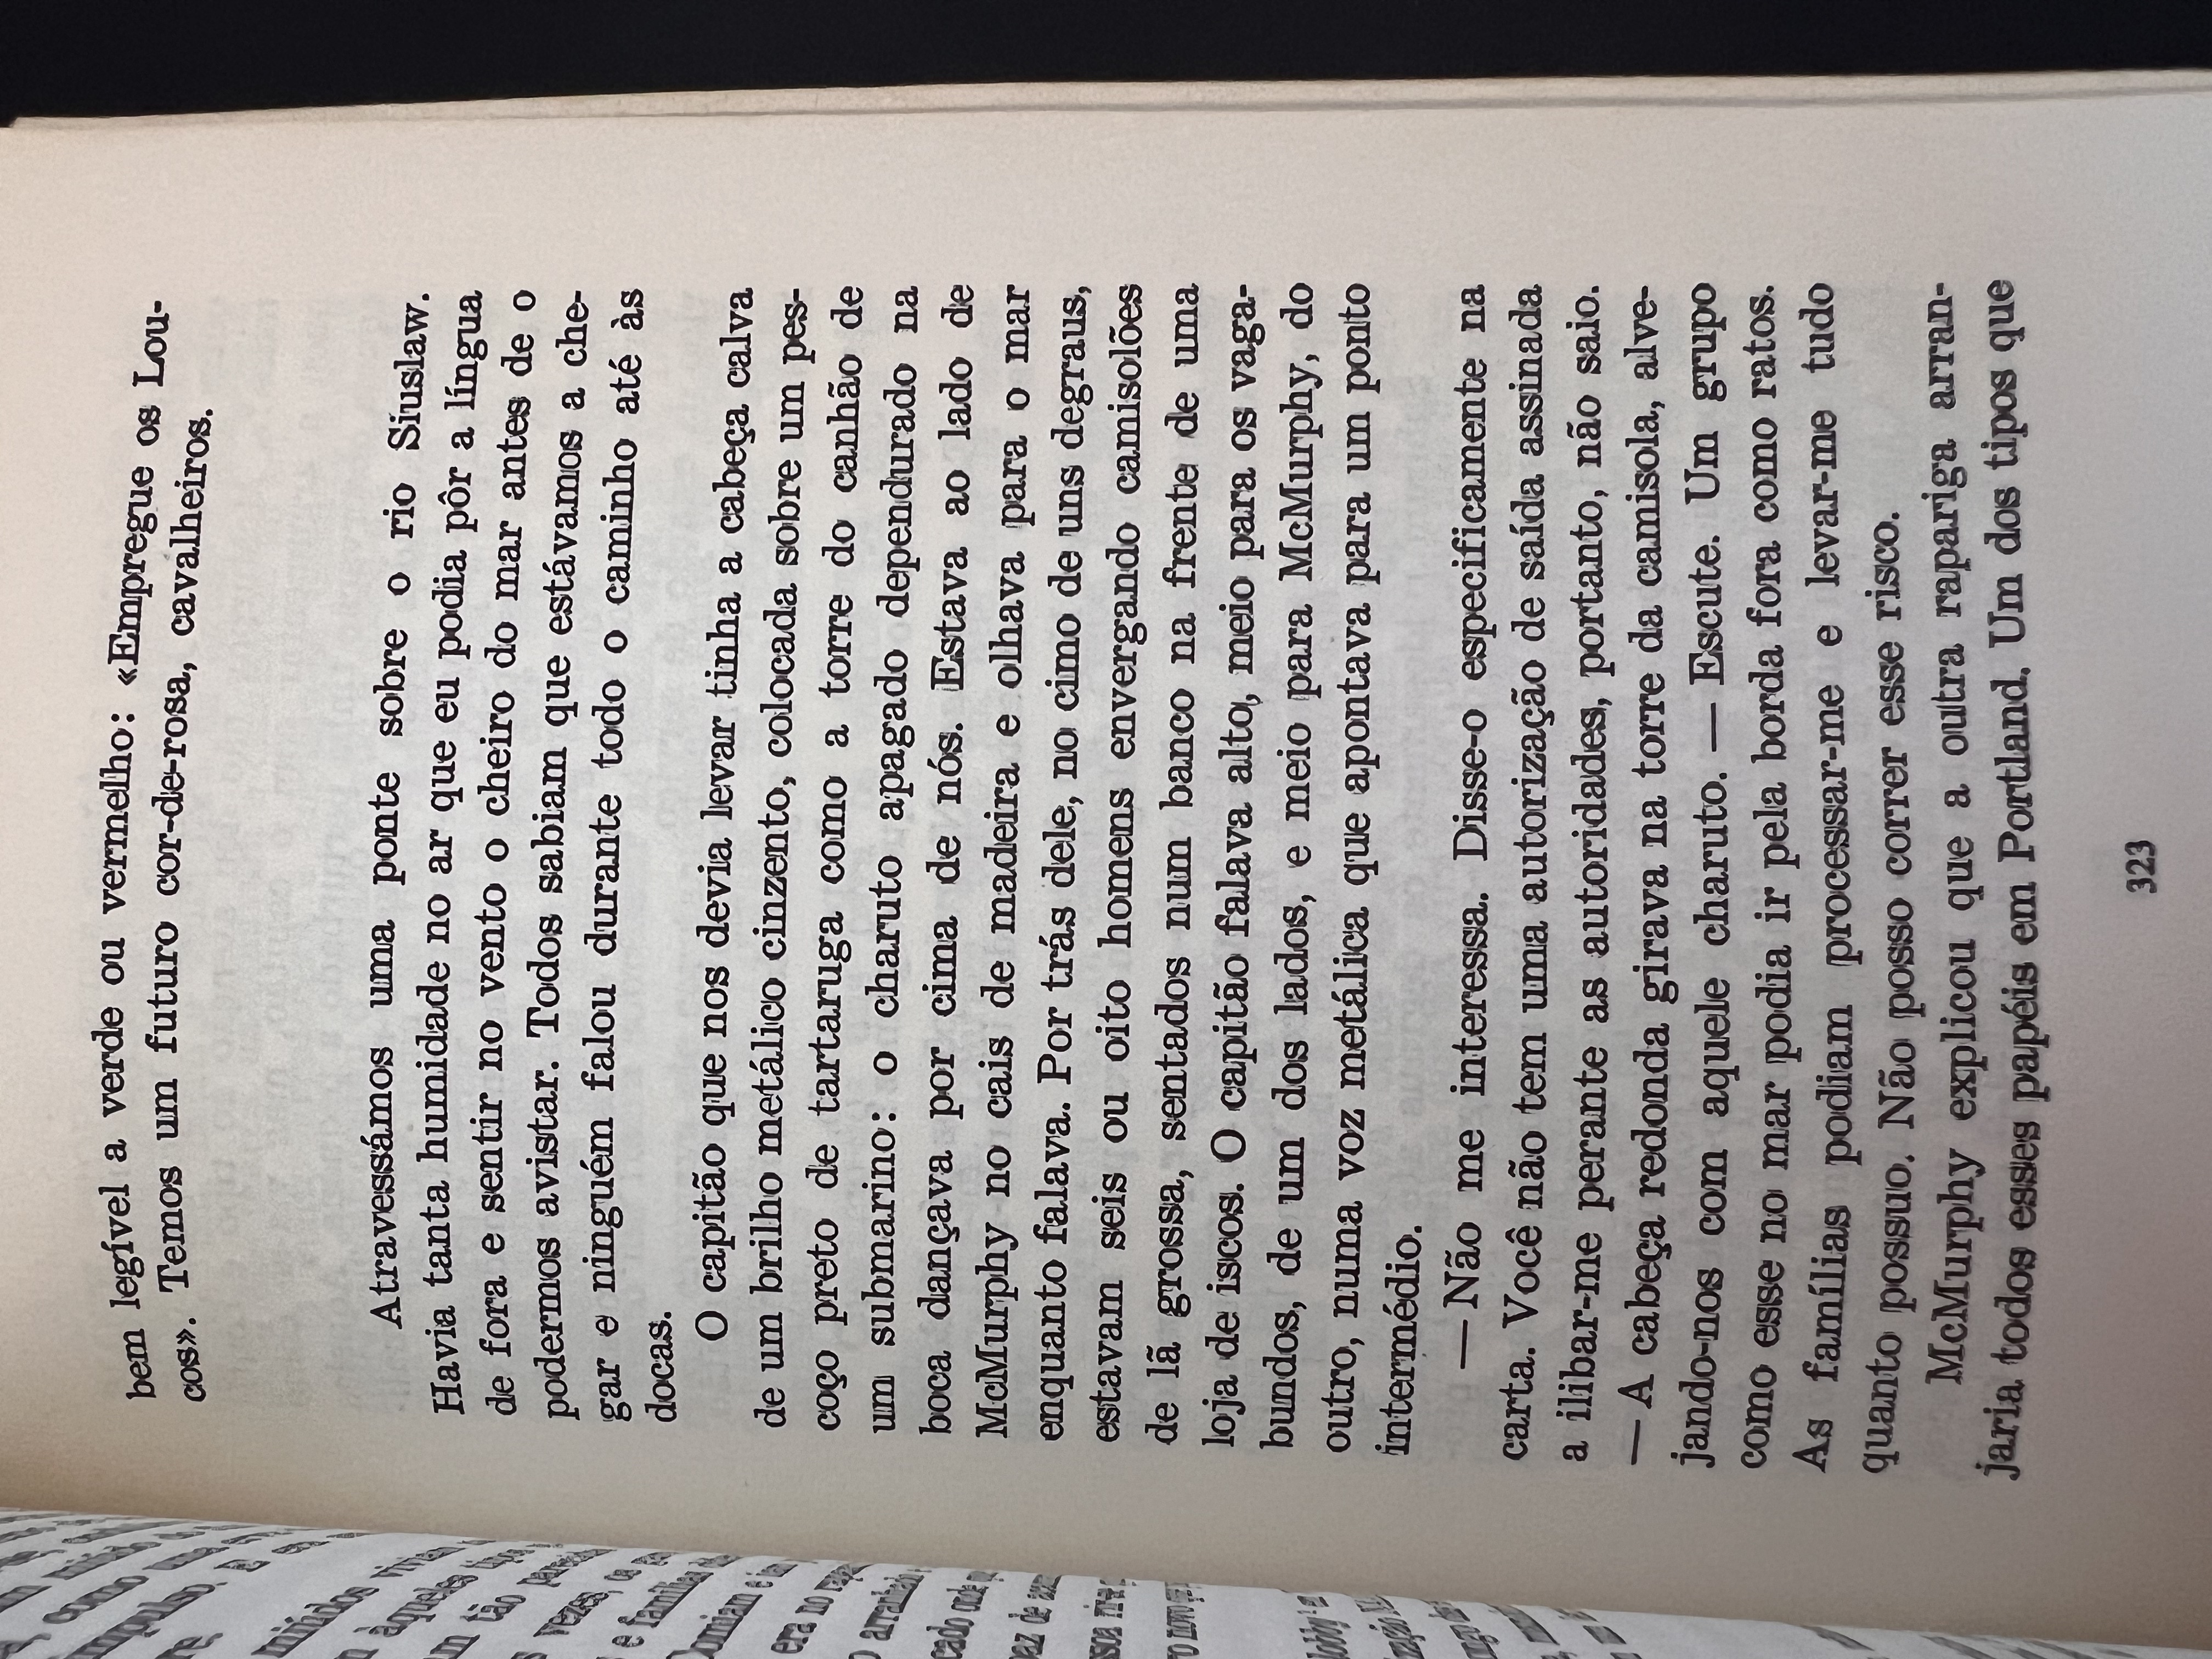 bem legível a verde ou vermelho: «Empregue os Lou-
cos». Temos um futuro cor-de-rosa, cavalheiros.
Atravessámos uma ponte sobre o rio Siuslaw.
Havia tanta humidade no ar que eu podia pôr a língua
de fora e sentir no vento o cheiro do mar antes de o
podermos avistar. Todos sabiam que estávamos a che-
gar e ninguém falou durante todo o caminho até às
docas.
O capitão que nos devia levar tinha a cabeça calva
de um brilho metálico cinzento, colocada sobre um pes-
coço preto de tartaruga como a torre do canhão de
um submarino: o charuto apagado dependurado na
boca dançava por cima de nós. Estava ao lado de
McMurphy no cais de madeira e olhava para o mar
enquanto falava. Por trás dele, no cimo de uns degraus,
estavam seis ou oito homens envergando camisolões
de lã grossa, sentados num banco na frente de uma
loja de iscos. O capitão falava alto, meio para os vaga-
bundos, de um dos lados, e meio para McMurphy, do
outro, numa voz metálica que apontava para um ponto
intermédio.
— Não me interessa. Disse-o especificamente na
carta. Você não tem uma autorização de saída assinada
a ilibar-me perante as autoridades, portanto, não saio.
— A cabeça redonda girava na torre da camisola, alve-
jando-nos com aquele charuto. — Escute. Um grupo
como esse no mar podia ir pela borda fora como ratos.
As famílias podiam processar-me e levar-me tudo
quanto possuo. Não posso correr esse risco.
McMurphy explicou que a outra rapariga arran-
jaria todos esses papéis em Portland. Um dos tipos que
323